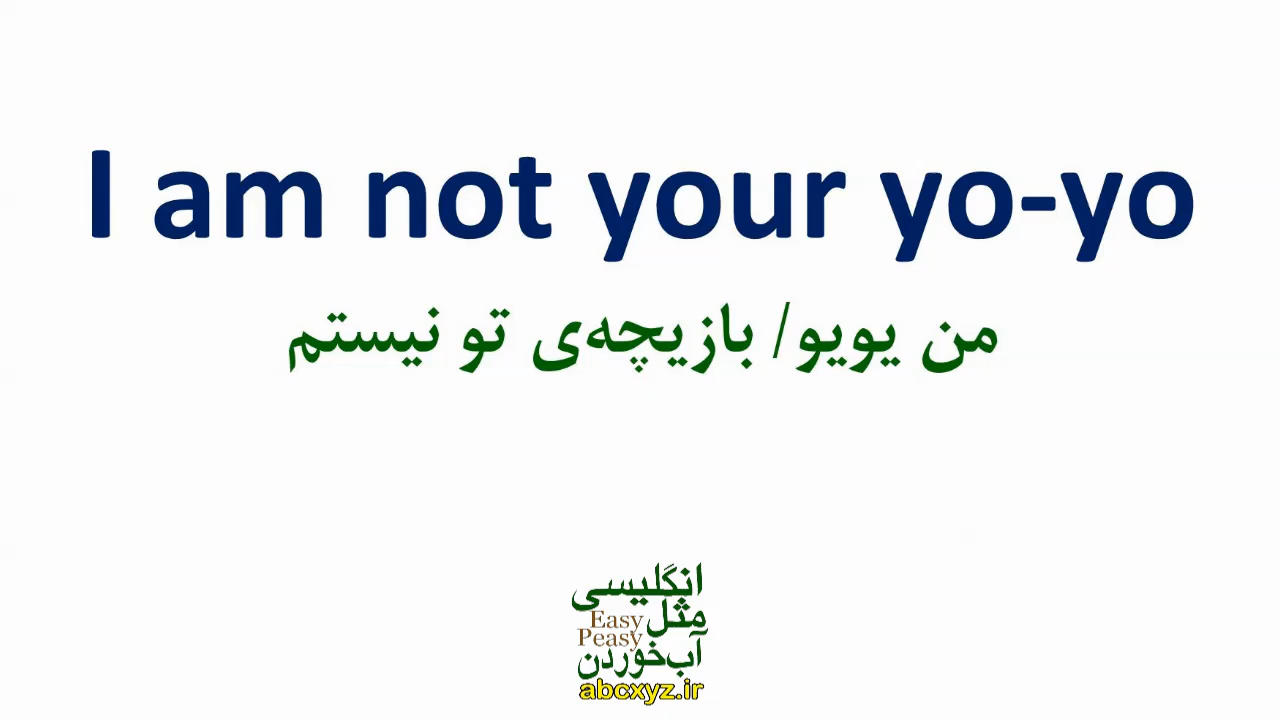 I am not your yo-yo
من یویو/ بازیچه‌ی تو نیستم
انگلیسی
مثل
Easy
Peasy
آب‌خوردن
abcxyz.ir